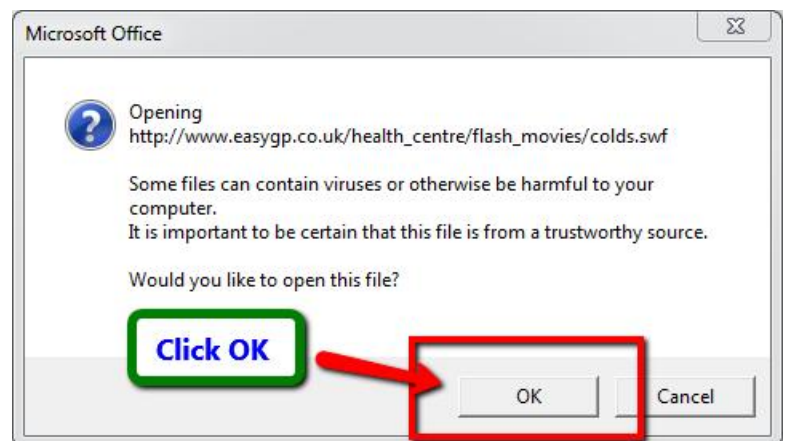 Microsoft Office
Opening
http://www.easygp.co.uk/health_centre/flash_movies/colds.swf
Some files can contain viruses or otherwise be harmful to your
computer.
It is important to be certain that this file is from a trustworthy source.
Would you like to open this file?
Click OK
OK
Cancel